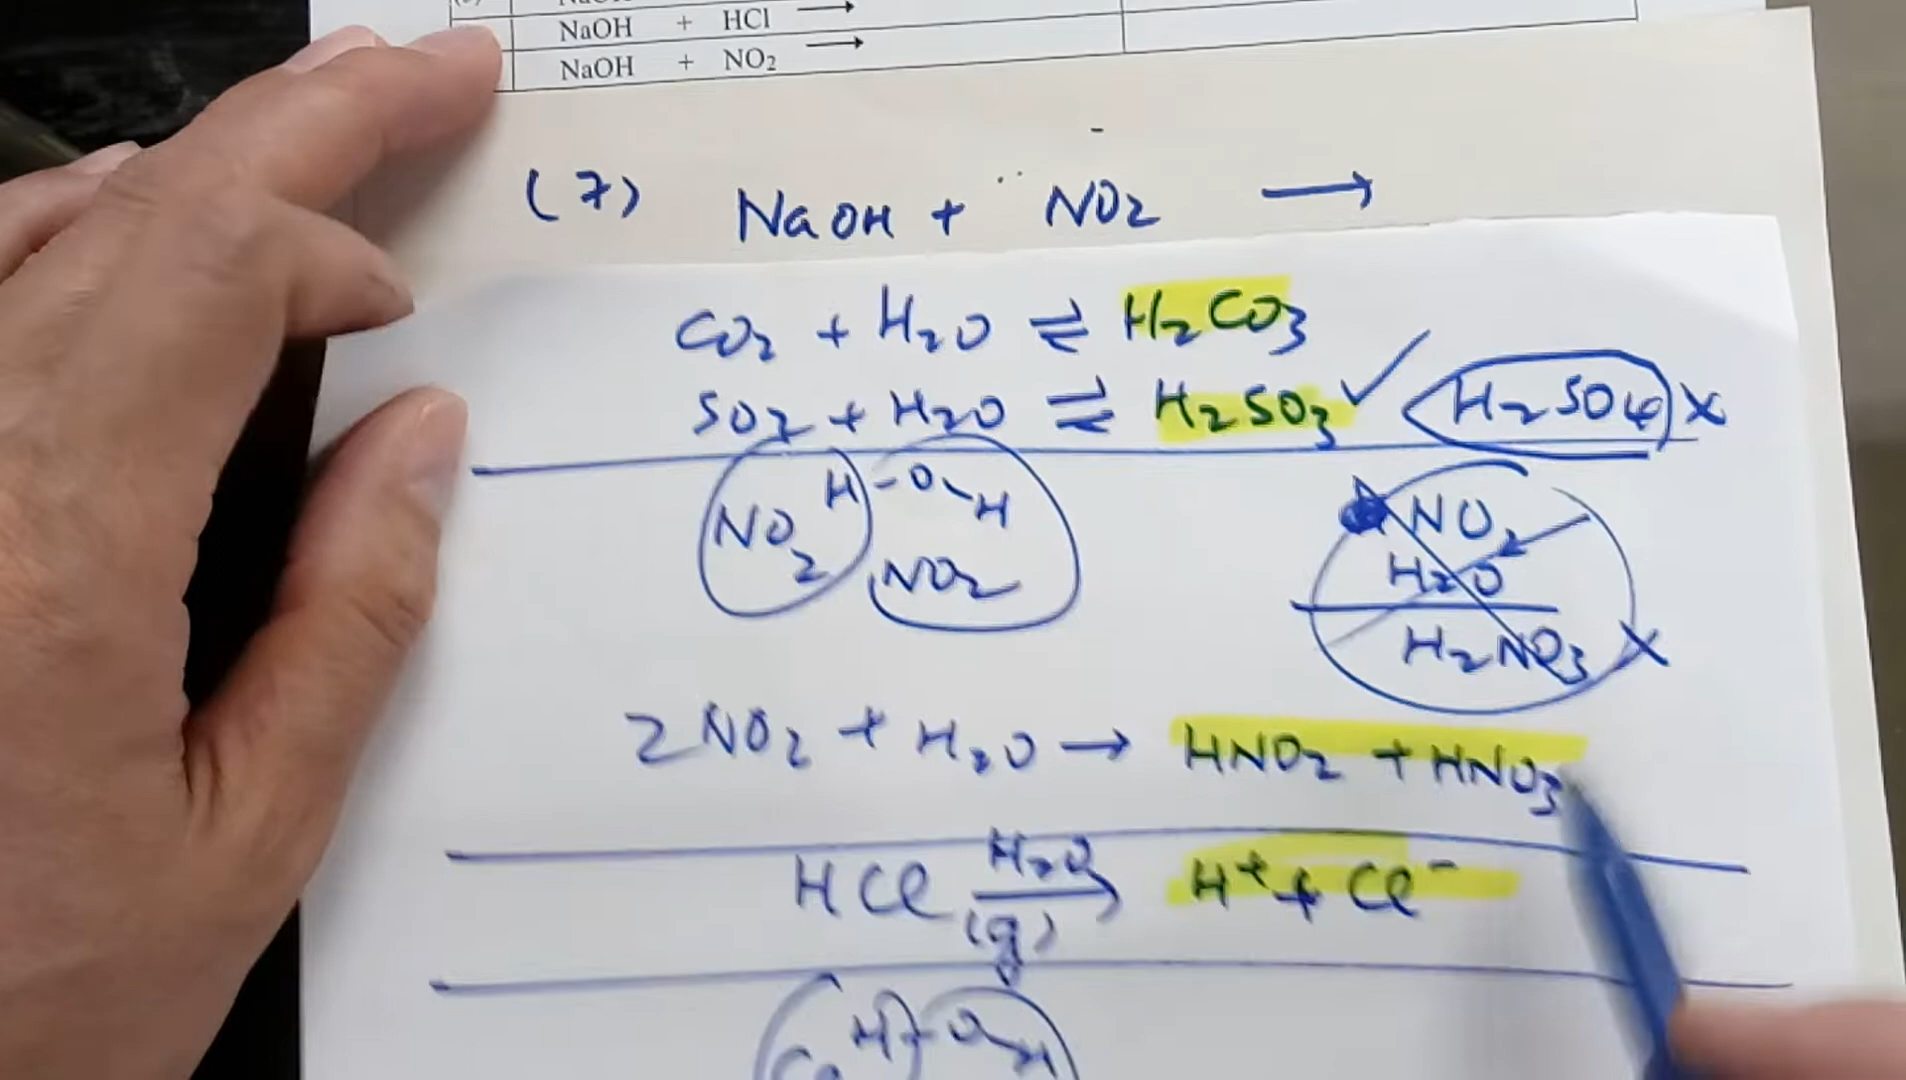 NaOH + HCl →
NaOH + NO₂ →
(7) NaOH + NO₂ →
CO₂ + H₂O ⇌ H₂CO₃
SO₂ + H₂O ⇌ H₂SO₃ ✓ H₂SO₄ ×
H-O-H
NO₂
NO₂
NO₂
H₂O
H₂NO₃ ×
2NO₂ + H₂O → HNO₂ + HNO₃
H₂O
HCl → H⁺ + Cl⁻
(g)
H-O-H